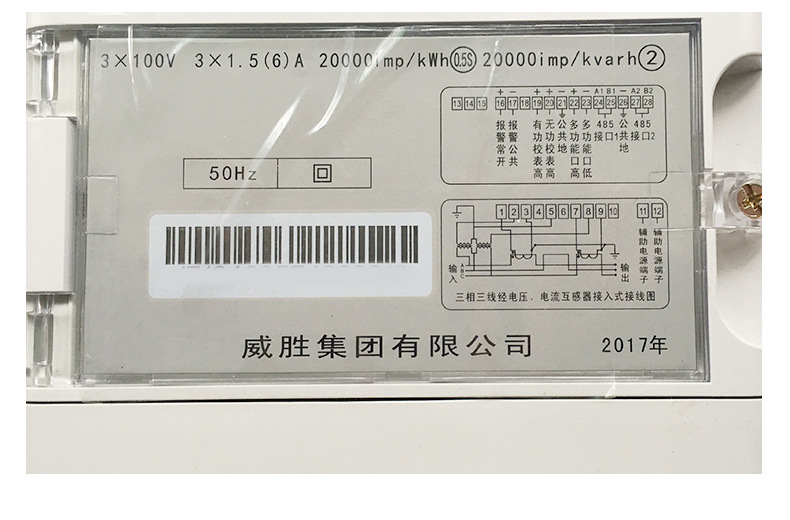 3×100V 3×1.5(6)A 20000imp/kWh 0.5S 20000imp/kvarh ②
+ - + - + - + - A1 B1 - A2 B2
13 14 15 16 17 18 19 20 21 22 23 24 25 26 27 28
报警常开
报警公共
有功校表高
无功校表高
公共地
多功能口高
多功能口低
485接口1
公共地
485接口2
50Hz
1 2 3 4 5 6 7 8 9 10 11 12
辅助电源端子
辅助电源端子
输入
A
B
C
输出
三相三线经电压、电流互感器接入式接线图
威胜集团有限公司 2017年